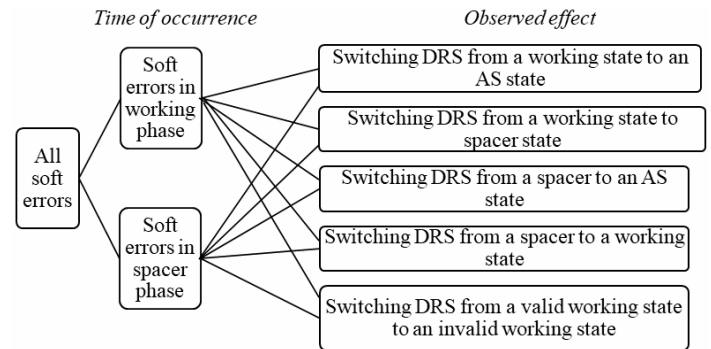 Time of occurrence
Observed effect
All
soft
errors
Soft
errors in
working
phase
Soft
errors in
spacer
phase
Switching DRS from a working state to an
AS state
Switching DRS from a working state to
spacer state
Switching DRS from a spacer to an AS
state
Switching DRS from a spacer to a working
state
Switching DRS from a valid working state
to an invalid working state